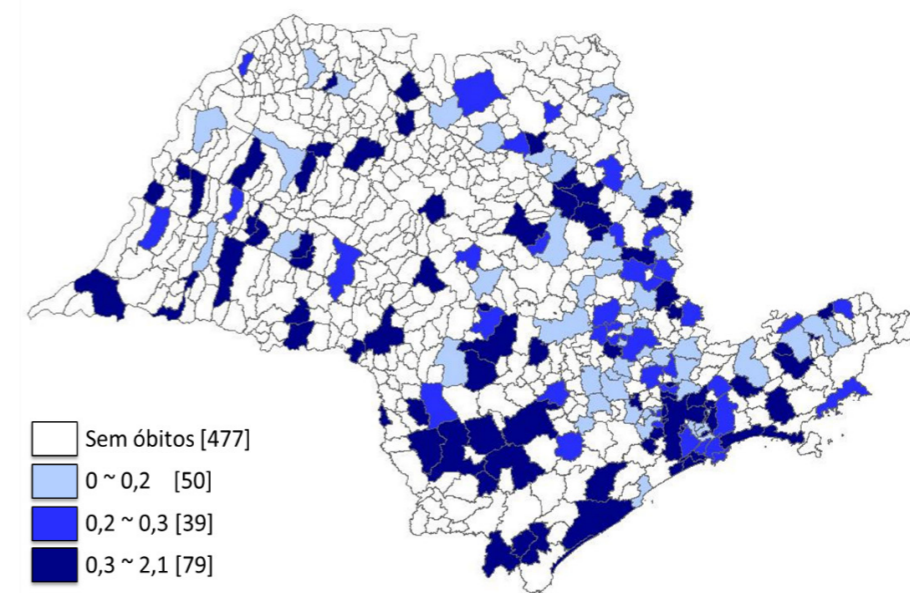 Sem óbitos [477]
0 ~ 0,2 [50]
0,2 ~ 0,3 [39]
0,3 ~ 2,1 [79]